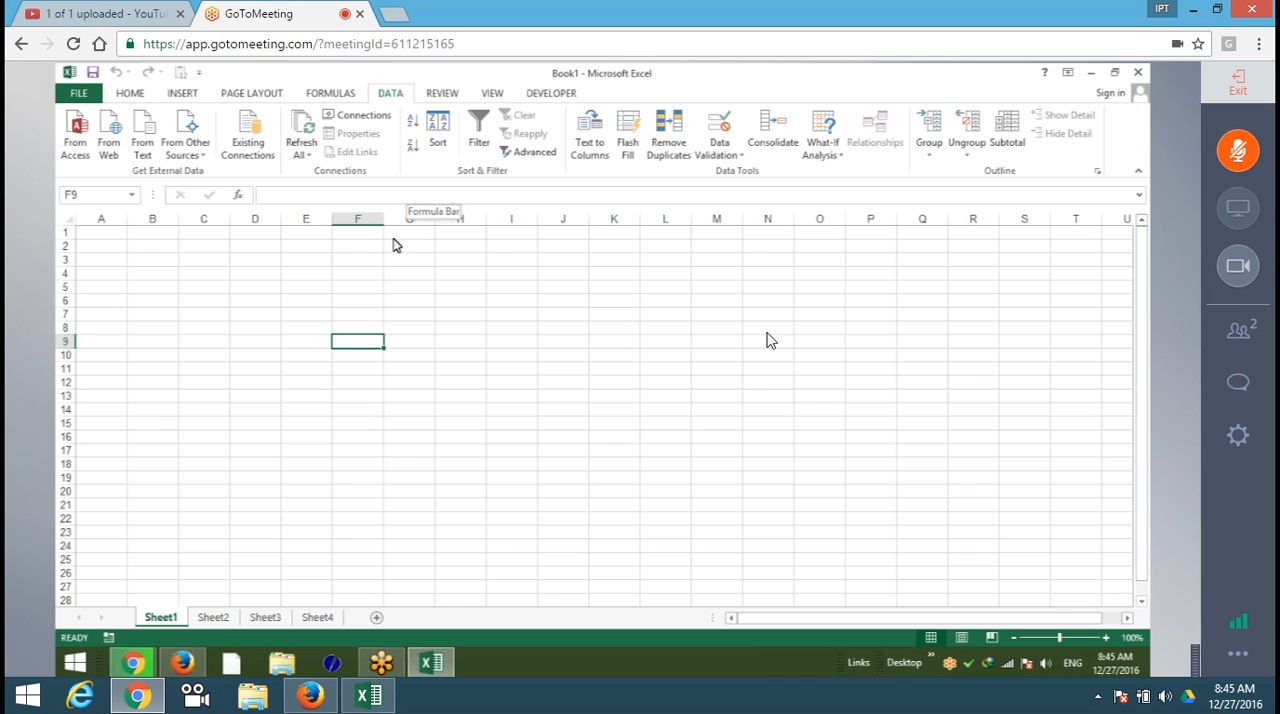 1 of 1 uploaded - YouTu
GoToMeeting
IPT
https://app.gotomeeting.com/?meetingId=611215165
G
Book1 - Microsoft Excel
?
FILE HOME INSERT PAGE LAYOUT FORMULAS DATA REVIEW VIEW DEVELOPER
Sign in
From Access
From Web
From Text
From Other Sources
Existing Connections
Get External Data
Refresh All
Connections
Properties
Edit Links
Connections
Sort
Filter
Clear
Reapply
Advanced
Sort & Filter
Text to Columns
Flash Fill
Remove Duplicates
Data Validation
Consolidate
What-If Analysis
Relationships
Data Tools
Group
Ungroup
Subtotal
Show Detail
Hide Detail
Outline
F9
fx
Formula Bar
A B C D E F G H I J K L M N O P Q R S T U
1
2
3
4
5
6
7
8
9
10
11
12
13
14
15
16
17
18
19
20
21
22
23
24
25
26
27
28
Sheet1 Sheet2 Sheet3 Sheet4
READY
100%
Links Desktop ENG 8:45 AM
12/27/2016
Exit
2
8:45 AM
12/27/2016